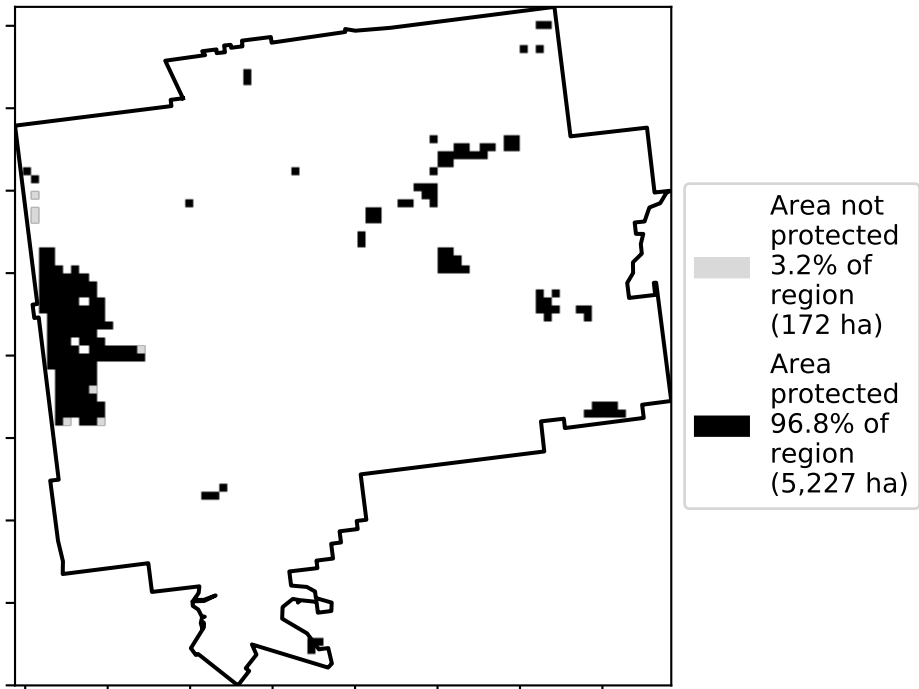 Area not
protected
3.2% of
region
(172 ha)
Area
protected
96.8% of
region
(5,227 ha)